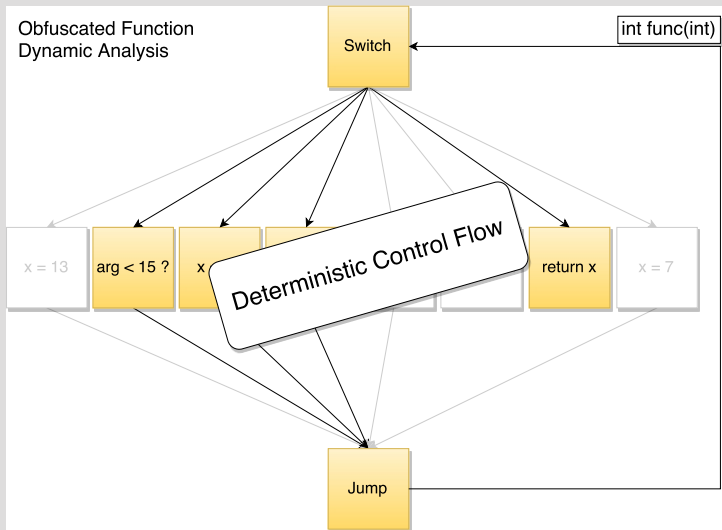 Obfuscated Function
Dynamic Analysis
int func(int)
Switch
x = 13
arg < 15 ?
x
return x
x = 7
Deterministic Control Flow
Jump